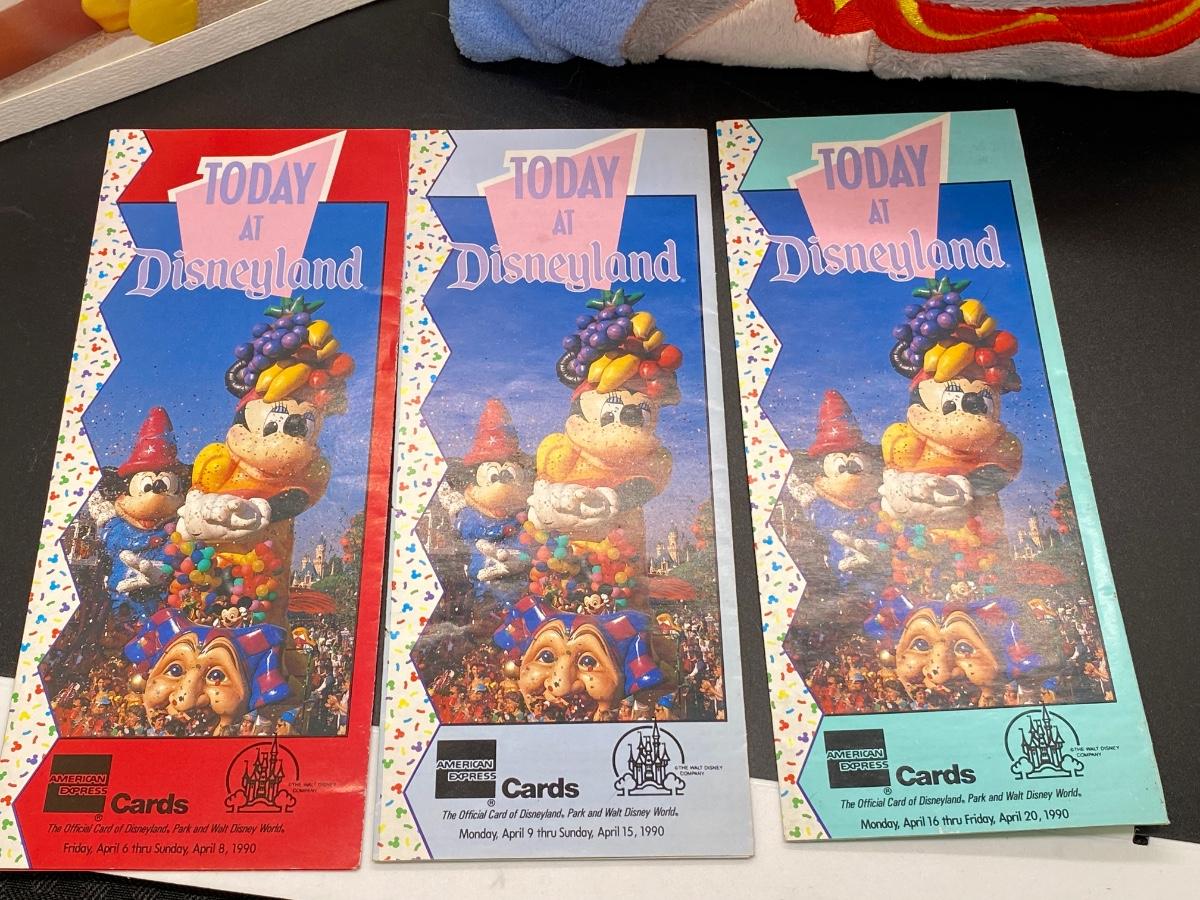 TODAY
AT
Disneyland
AMERICAN
EXPRESS
® Cards
© THE WALT DISNEY
COMPANY
The Official Card of Disneyland® Park and Walt Disney World®
Friday, April 6 thru Sunday, April 8, 1990
TODAY
AT
Disneyland®
AMERICAN
EXPRESS
® Cards
© THE WALT DISNEY
COMPANY
The Official Card of Disneyland® Park and Walt Disney World®
Monday, April 9 thru Sunday, April 15, 1990
TODAY
AT
Disneyland®
AMERICAN
EXPRESS
® Cards
© THE WALT DISNEY
COMPANY
The Official Card of Disneyland® Park and Walt Disney World®
Monday, April 16 thru Friday, April 20, 1990